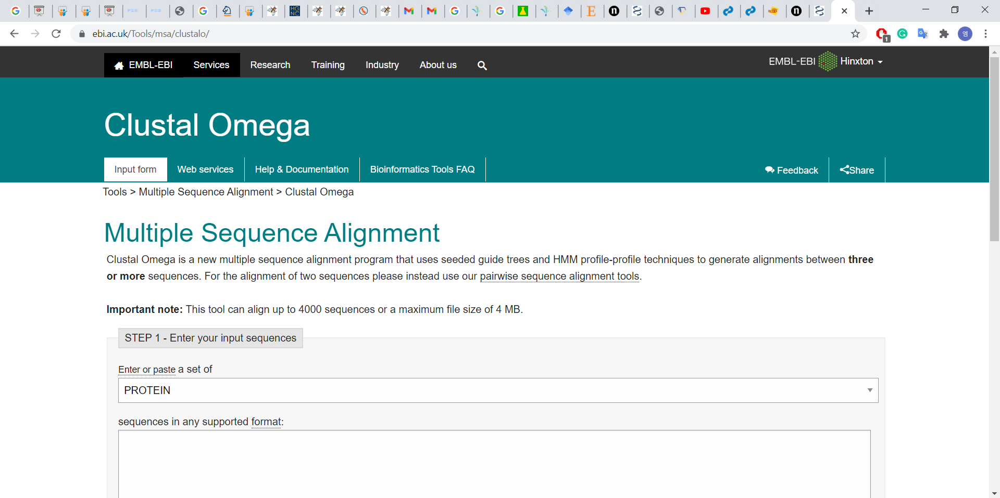 ebi.ac.uk/Tools/msa/clustalo/
1
엠
EMBL-EBI Services Research Training Industry About us
EMBL-EBI Hinxton
Clustal Omega
Input form Web services Help & Documentation Bioinformatics Tools FAQ Feedback Share
Tools > Multiple Sequence Alignment > Clustal Omega
Multiple Sequence Alignment
Clustal Omega is a new multiple sequence alignment program that uses seeded guide trees and HMM profile-profile techniques to generate alignments between three
or more sequences. For the alignment of two sequences please instead use our pairwise sequence alignment tools.
Important note: This tool can align up to 4000 sequences or a maximum file size of 4 MB.
STEP 1 - Enter your input sequences
Enter or paste a set of
PROTEIN
sequences in any supported format: